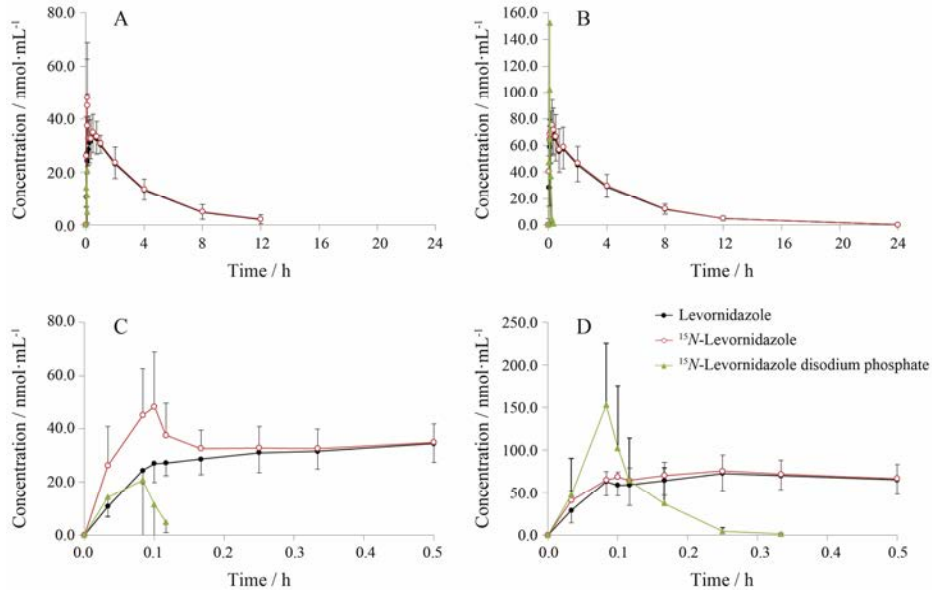 A
Concentration / nmol·mL⁻¹
80.0
60.0
40.0
20.0
0.0
0 4 8 12 16 20 24
Time / h
B
Concentration / nmol·mL⁻¹
160.0
140.0
120.0
100.0
80.0
60.0
40.0
20.0
0.0
0 4 8 12 16 20 24
Time / h
C
Concentration / nmol·mL⁻¹
80.0
60.0
40.0
20.0
0.0
0.0 0.1 0.2 0.3 0.4 0.5
Time / h
D
Levornidazole
¹⁵N-Levornidazole
¹⁵N-Levornidazole disodium phosphate
Concentration / nmol·mL⁻¹
250.0
200.0
150.0
100.0
50.0
0.0
0.0 0.1 0.2 0.3 0.4 0.5
Time / h